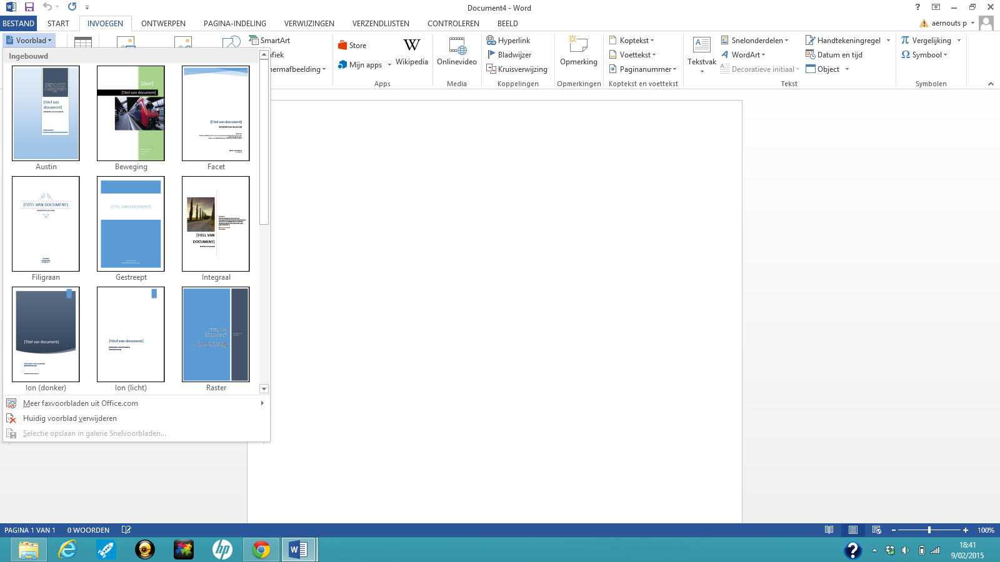 Document4 - Word
BESTAND START INVOEGEN ONTWERPEN PAGINA-INDELING VERWIJZINGEN VERZENDLIJSTEN CONTROLEREN BEELD aernouts p
Voorblad
SmartArt
Store
Mijn apps
Wikipedia
Apps
Onlinevideo
Media
Hyperlink
Bladwijzer
Kruisverwijzing
Koppelingen
Opmerking
Opmerkingen
Koptekst
Voettekst
Paginanummer
Koptekst en voettekst
Tekstvak
Snelonderdelen
WordArt
Decoratieve initiaal
Handtekeningregel
Datum en tijd
Object
Tekst
Vergelijking
Symbool
Symbolen
Ingebouwd
[Titel van
document]
Austin
[Jaar]
[Titel van document]
Beweging
[Titel van document]
Facet
[TITEL VAN DOCUMENT]
Filigraan
[TITEL VAN DOCUMENT]
Gestreept
[TITEL VAN
DOCUMENT]
Integraal
[Titel van document]
Ion (donker)
[Titel van document]
Ion (licht)
[TITEL VAN
DOCUMENT]
Raster
Meer faxvoorbladen uit Office.com
Huidig voorblad verwijderen
Selectie opslaan in galerie Snelvoorbladen...
PAGINA 1 VAN 1 0 WOORDEN 100%
hp
18:41
9/02/2015